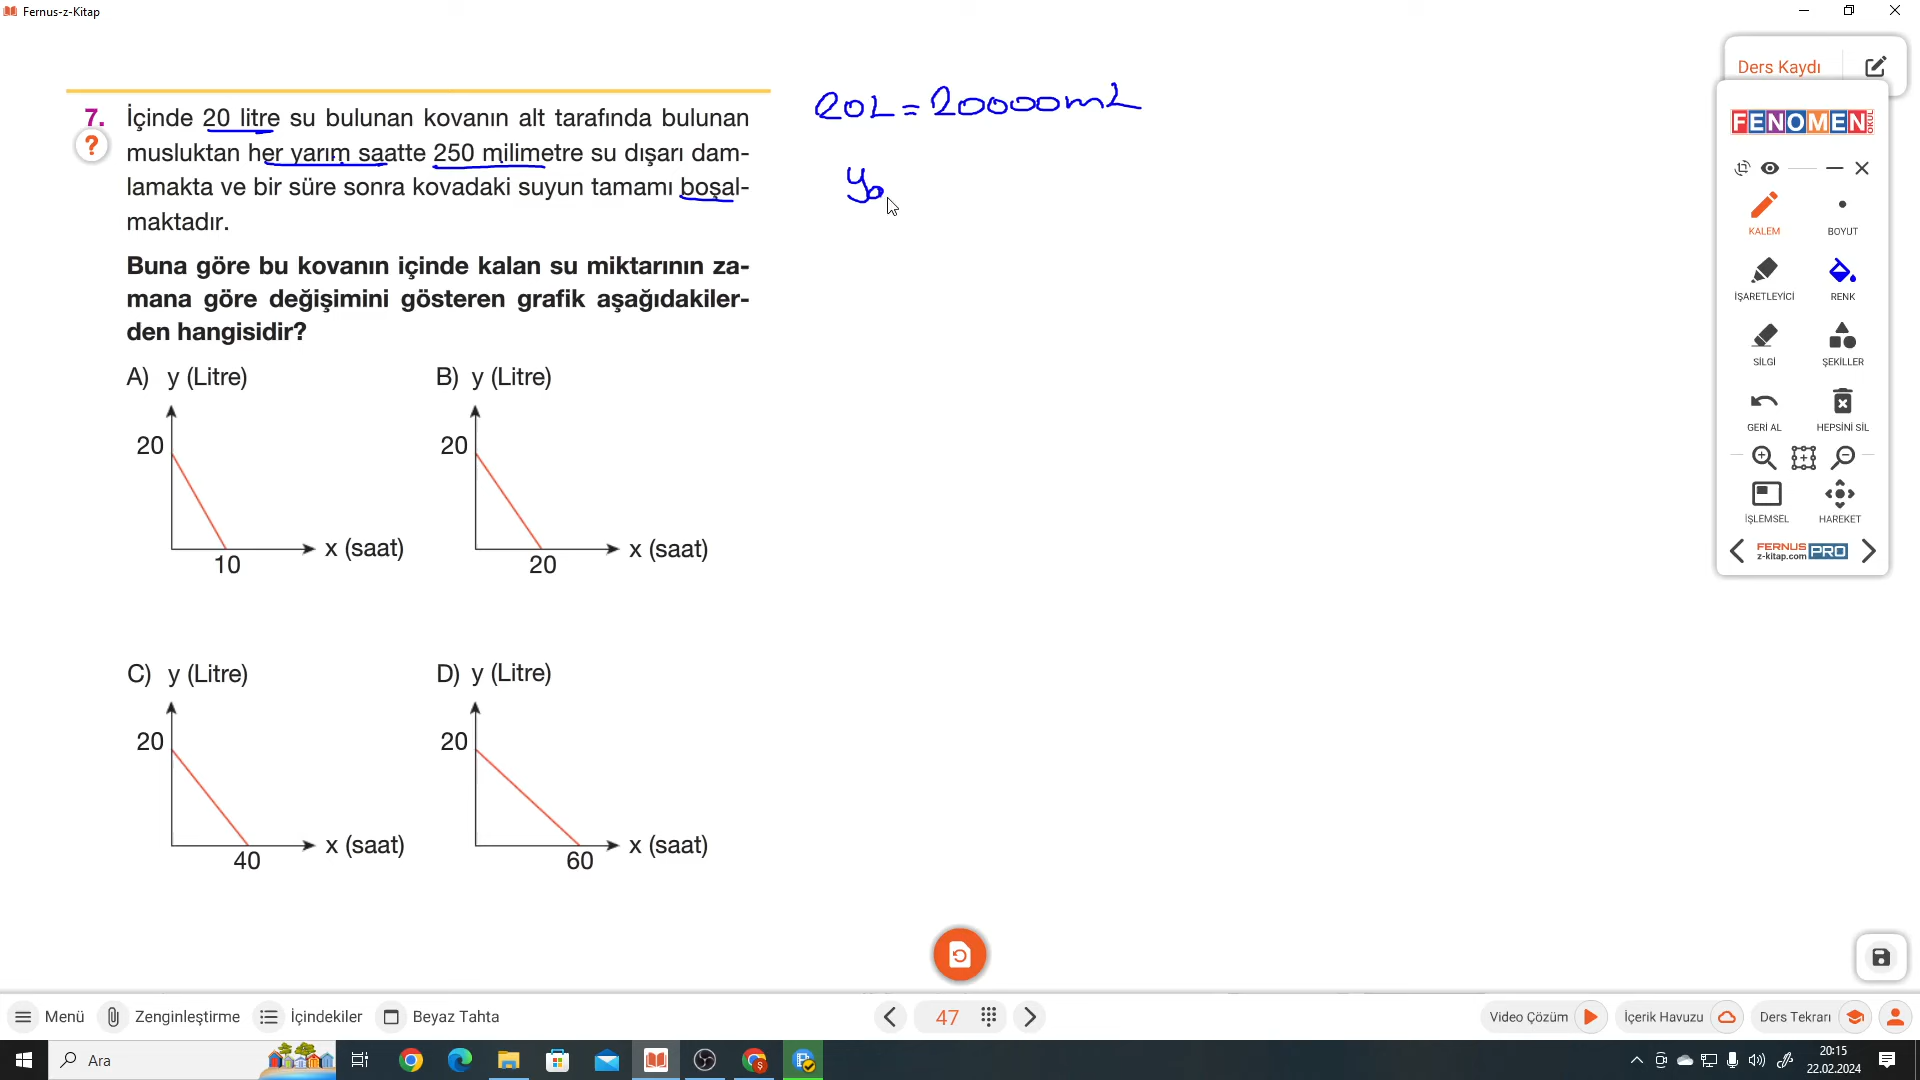 Fernus-z-Kitap
Ders Kaydı
7. İçinde 20 litre su bulunan kovanın alt tarafında bulunan
musluktan her yarım saatte 250 milimetre su dışarı dam-
lamakta ve bir süre sonra kovadaki suyun tamamı boşal-
maktadır.
?
Buna göre bu kovanın içinde kalan su miktarının za-
mana göre değişimini gösteren grafik aşağıdakiler-
den hangisidir?
A) y (Litre)
20
10
x (saat)
B) y (Litre)
20
20
x (saat)
C) y (Litre)
20
40
x (saat)
D) y (Litre)
20
60
x (saat)
20L = 20000mL
ya
FENOMEN OKUL
KALEM
BOYUT
İŞARETLEYİCİ
RENK
SİLGİ
ŞEKİLLER
GERİ AL
HEPSİNİ SİL
İŞLEMSEL
HAREKET
FERNUS
z-kitap.com PRO
Menü
Zenginleştirme
İçindekiler
Beyaz Tahta
47
Video Çözüm
İçerik Havuzu
Ders Tekrarı
Ara
20:15
22.02.2024